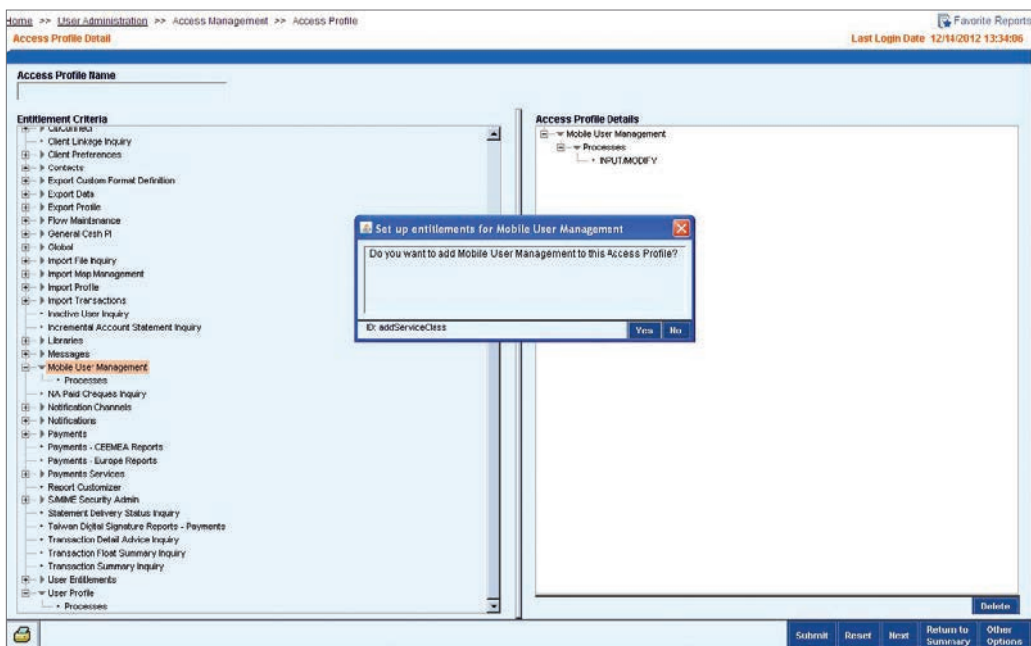 Home >> User Administration >> Access Management >> Access Profile
Favorite Reports
Access Profile Detail
Last Login Date 12/14/2012 13:34:06
Access Profile Name
Entitlement Criteria
CitiConnect
Client Linkage Inquiry
Client Preferences
Contacts
Export Custom Format Definition
Export Data
Export Profile
Flow Maintenance
General Cash PI
Global
Import File Inquiry
Import Map Management
Import Profile
Import Transactions
Inactive User Inquiry
Incremental Account Statement Inquiry
Libraries
Messages
Mobile User Management
Processes
NA Paid Cheques Inquiry
Notification Channels
Notifications
Payments
Payments - CEEMEA Reports
Payments - Europe Reports
Payments Services
Report Customizer
S/MIME Security Admin
Statement Delivery Status Inquiry
Taiwan Digital Signature Reports - Payments
Transaction Detail Advice Inquiry
Transaction Float Summary Inquiry
Transaction Summary Inquiry
User Entitlements
User Profile
Processes
Access Profile Details
Mobile User Management
Processes
INPUT/MODIFY
Set up entitlements for Mobile User Management
Do you want to add Mobile User Management to this Access Profile?
ID: addServiceClass
Yes No
Delete
Submit Reset Next Return to Summary Other Options